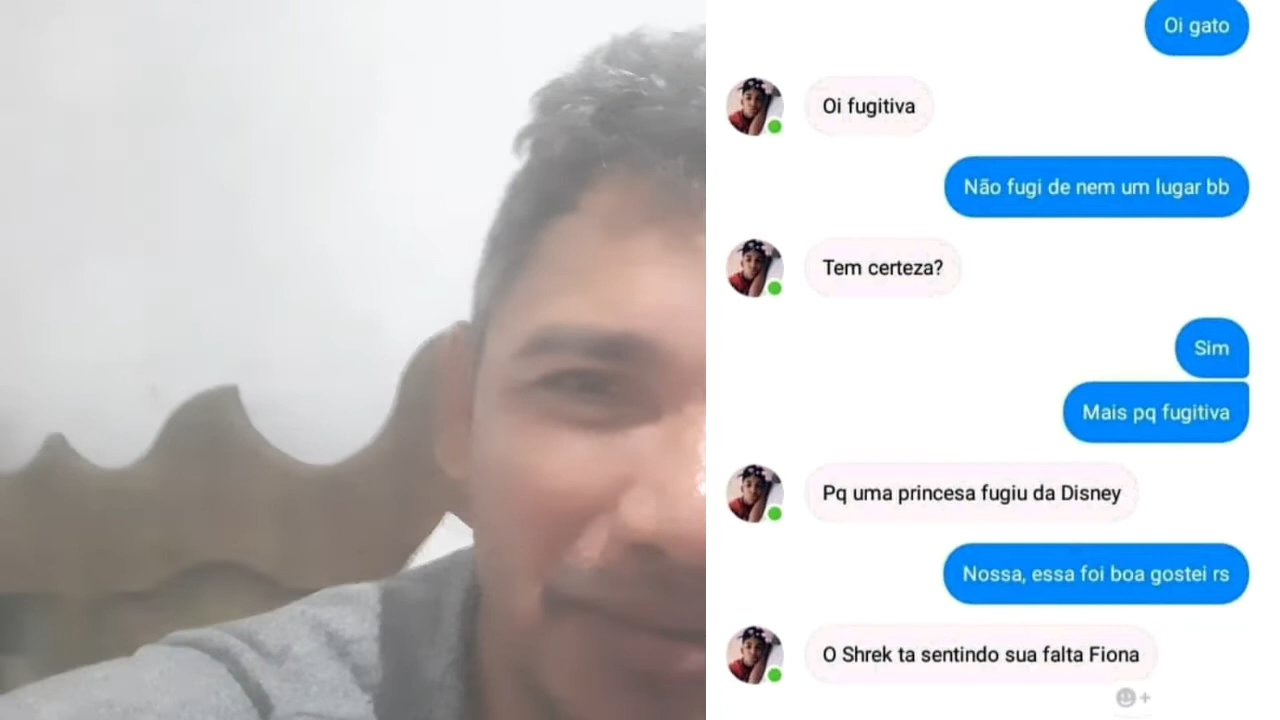 Oi gato
Oi fugitiva
Não fugi de nem um lugar bb
Tem certeza?
Sim
Mais pq fugitiva
Pq uma princesa fugiu da Disney
Nossa, essa foi boa gostei rs
O Shrek ta sentindo sua falta Fiona